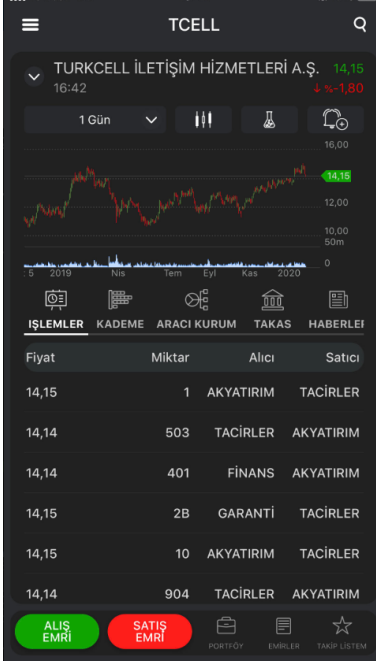 TCELL
TURKCELL İLETİŞİM HİZMETLERİ A.Ş. 14,15
16:42 ↓ %-1,80
1 Gün
16,00
14,15
12,00
10,00
50m
0
5 2019 Nis Tem Eyl Kas 2020
IŞLEMLER KADEME ARACI KURUM TAKAS HABERLER
Fiyat Miktar Alıcı Satıcı
14,15 1 AKYATIRIM TACİRLER
14,14 503 TACİRLER AKYATIRIM
14,14 401 FİNANS AKYATIRIM
14,15 2B GARANTİ TACİRLER
14,15 10 AKYATIRIM TACİRLER
14,14 904 TACİRLER AKYATIRIM
ALIŞ EMRİ
SATIŞ EMRİ
PORTFÖY EMİRLER TAKİP LİSTEM